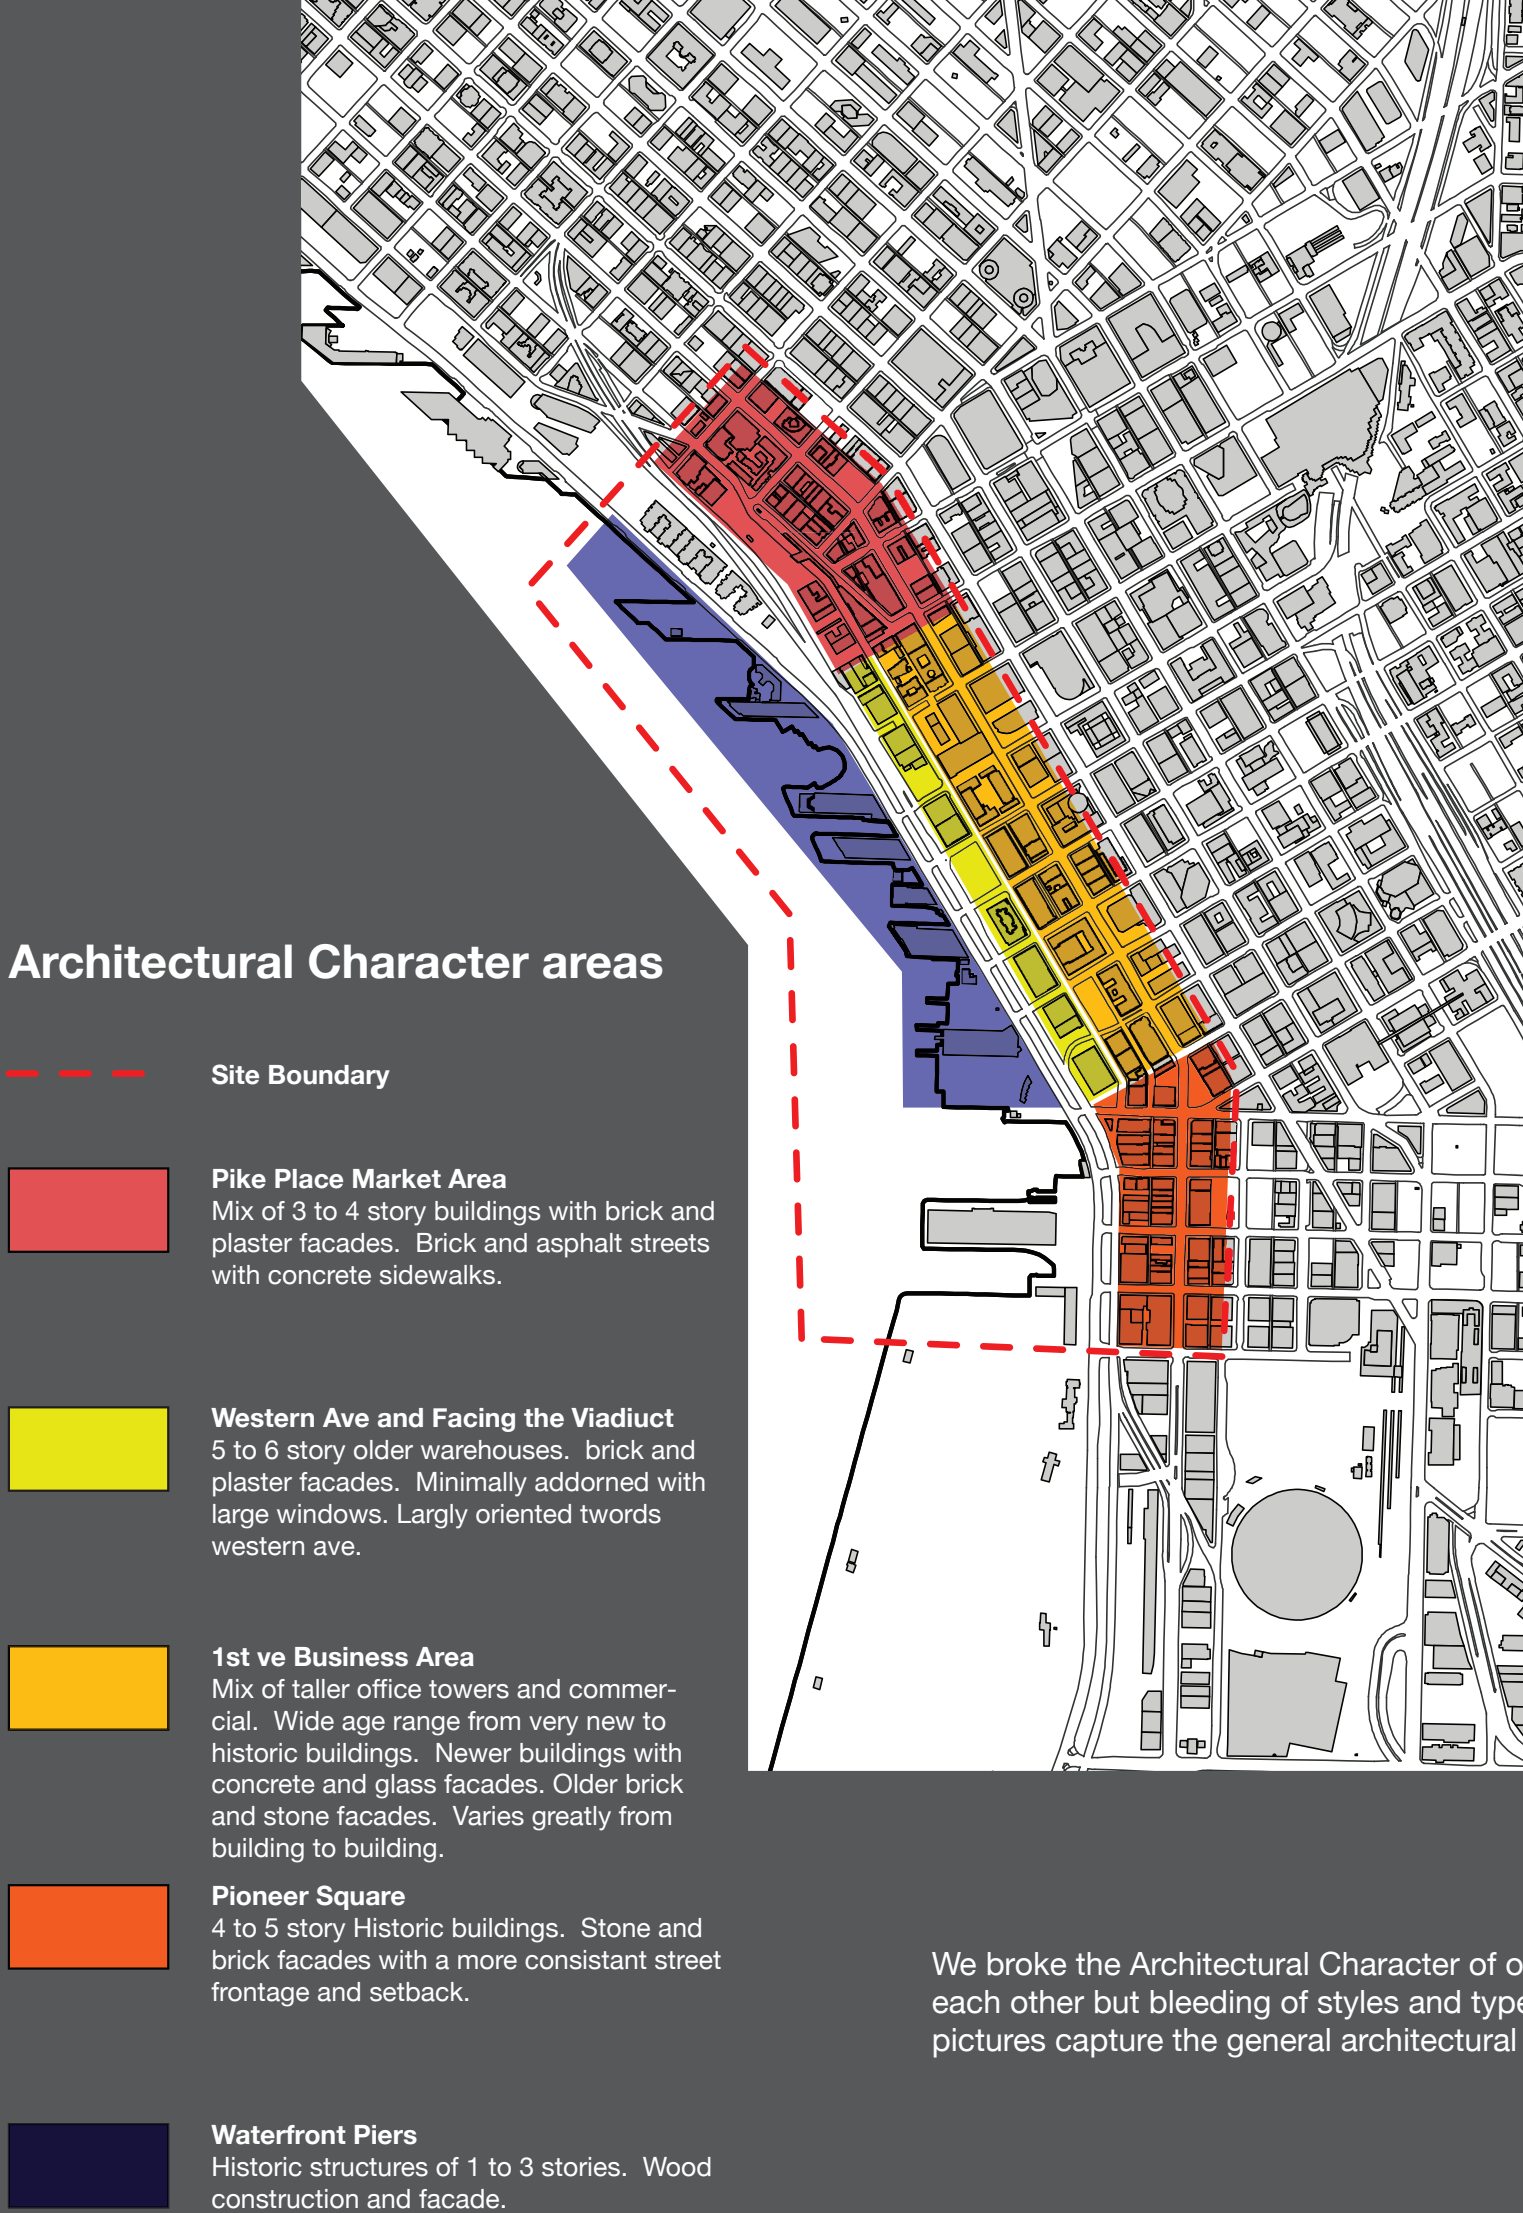 Architectural Character areas
Site Boundary
Pike Place Market Area
Mix of 3 to 4 story buildings with brick and
plaster facades.  Brick and asphalt streets
with concrete sidewalks.
Western Ave and Facing the Viadiuct
5 to 6 story older warehouses.  brick and
plaster facades.  Minimally addorned with
large windows. Largly oriented twords
western ave.
1st ve Business Area
Mix of taller office towers and commer-
cial.  Wide age range from very new to
historic buildings.  Newer buildings with
concrete and glass facades. Older brick
and stone facades.  Varies greatly from
building to building.
Pioneer Square
4 to 5 story Historic buildings.  Stone and
brick facades with a more consistant street
frontage and setback.
Waterfront Piers
Historic structures of 1 to 3 stories.  Wood
construction and facade.
We broke the Architectural Character of o
each other but bleeding of styles and type
pictures capture the general architectural